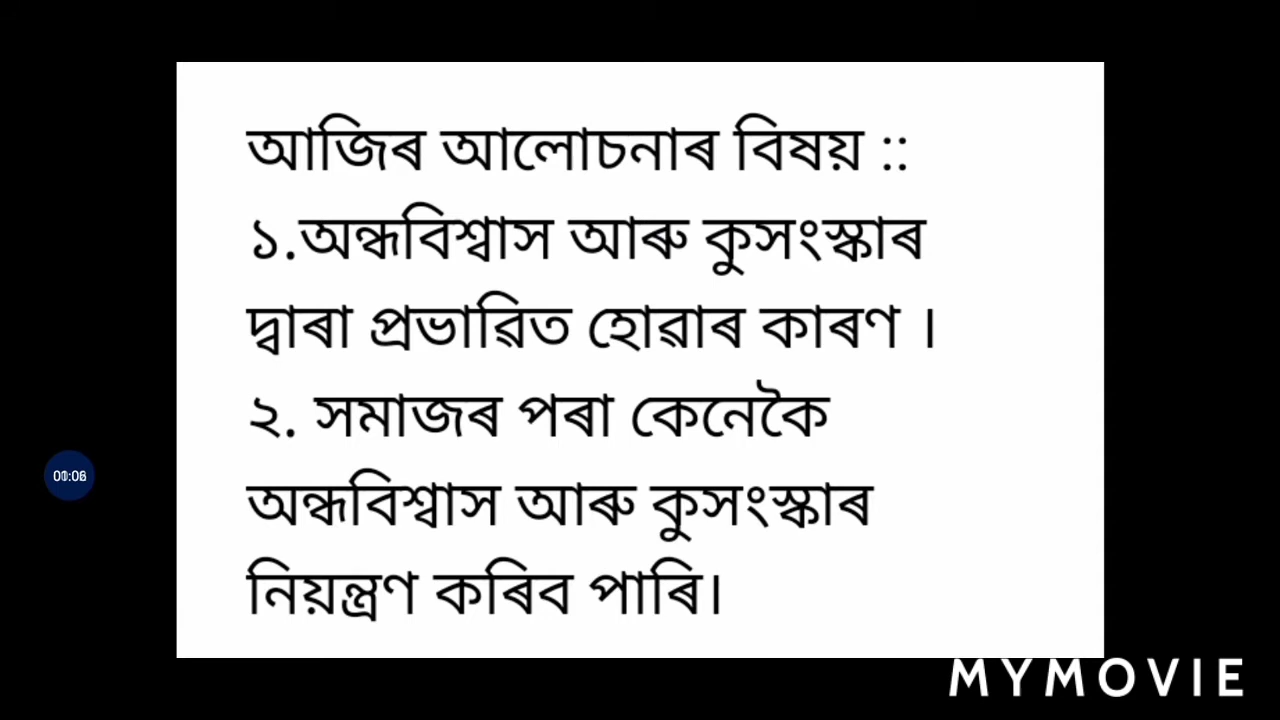 আজিৰ আলোচনাৰ বিষয় ::
১.অন্ধবিশ্বাস আৰু কুসংস্কাৰ
দ্বাৰা প্ৰভাৱিত হোৱাৰ কাৰণ ।
২. সমাজৰ পৰা কেনেকৈ
অন্ধবিশ্বাস আৰু কুসংস্কাৰ
নিয়ন্ত্ৰণ কৰিব পাৰি।
MYMOVIE